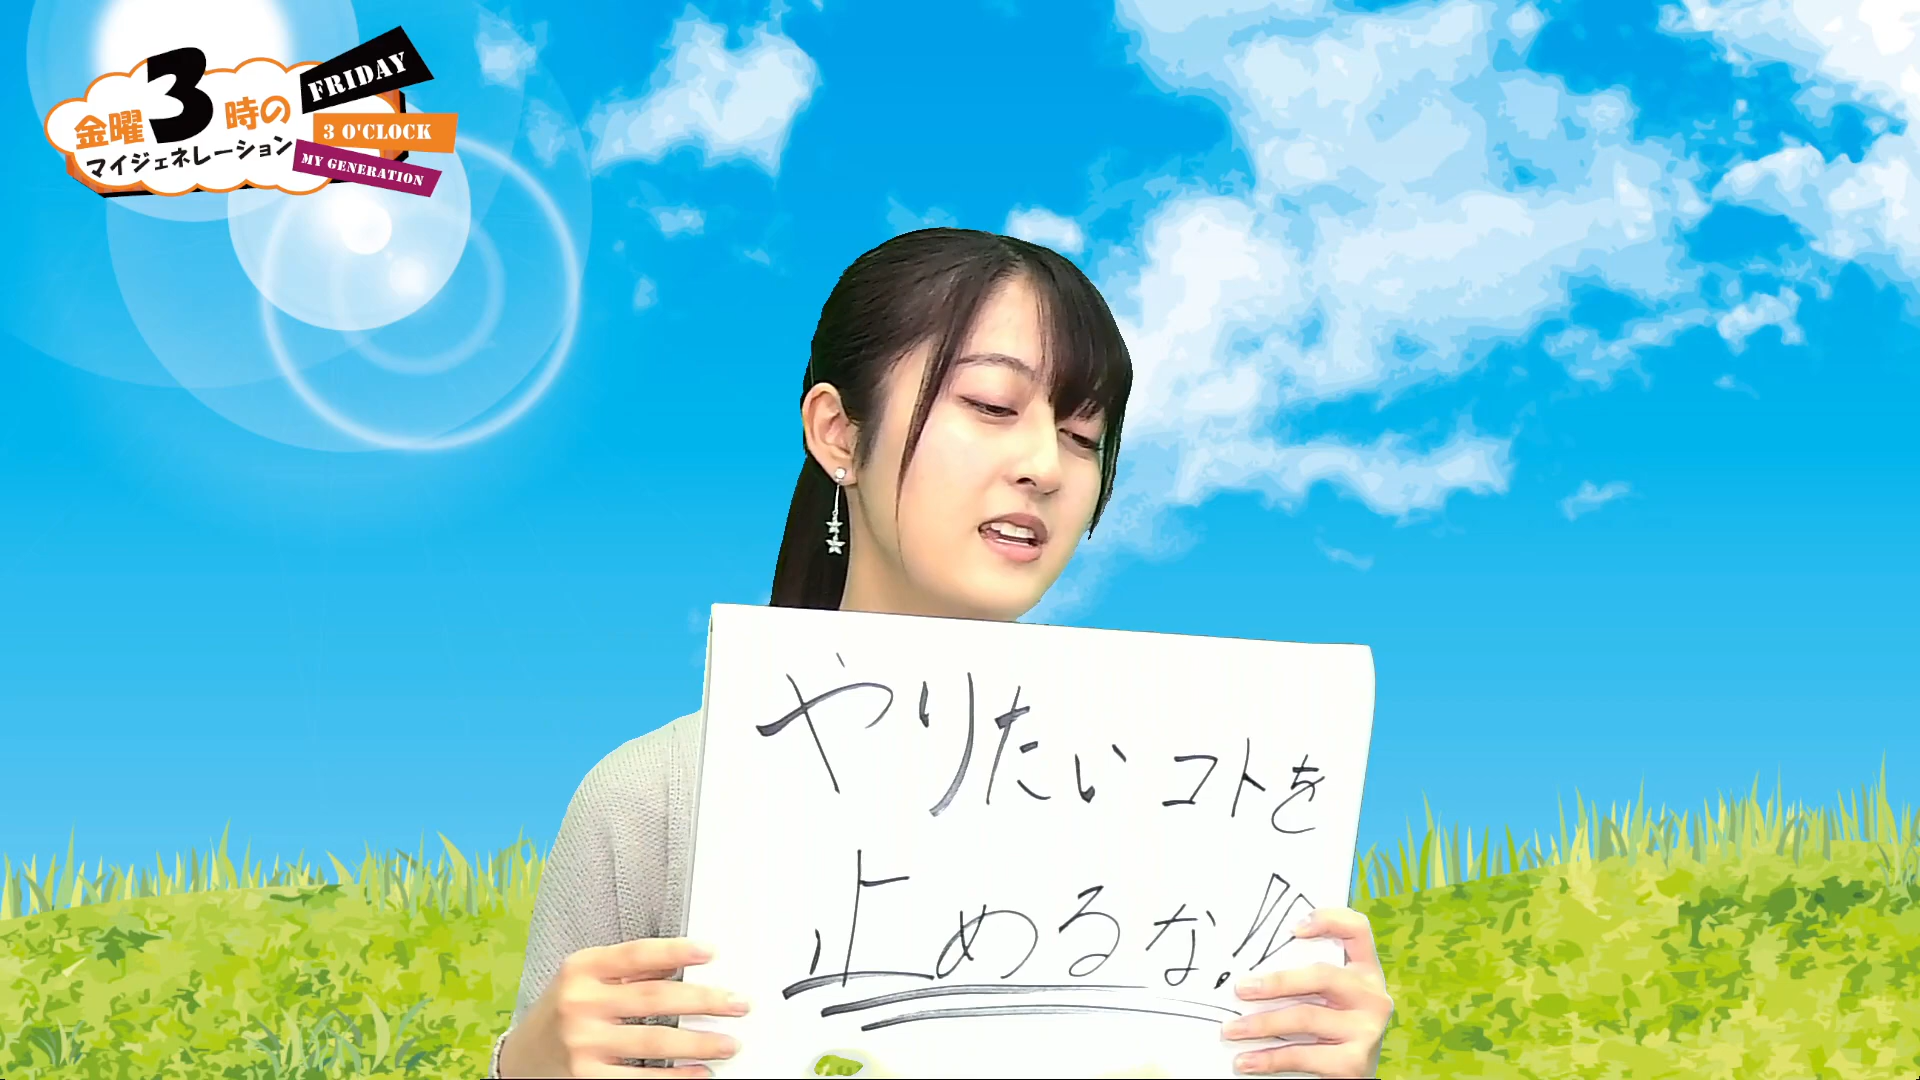 金曜3時の
マイジェネレーション
FRIDAY
3 O'CLOCK
MY GENERATION
やりたいコトを
止めるな!!